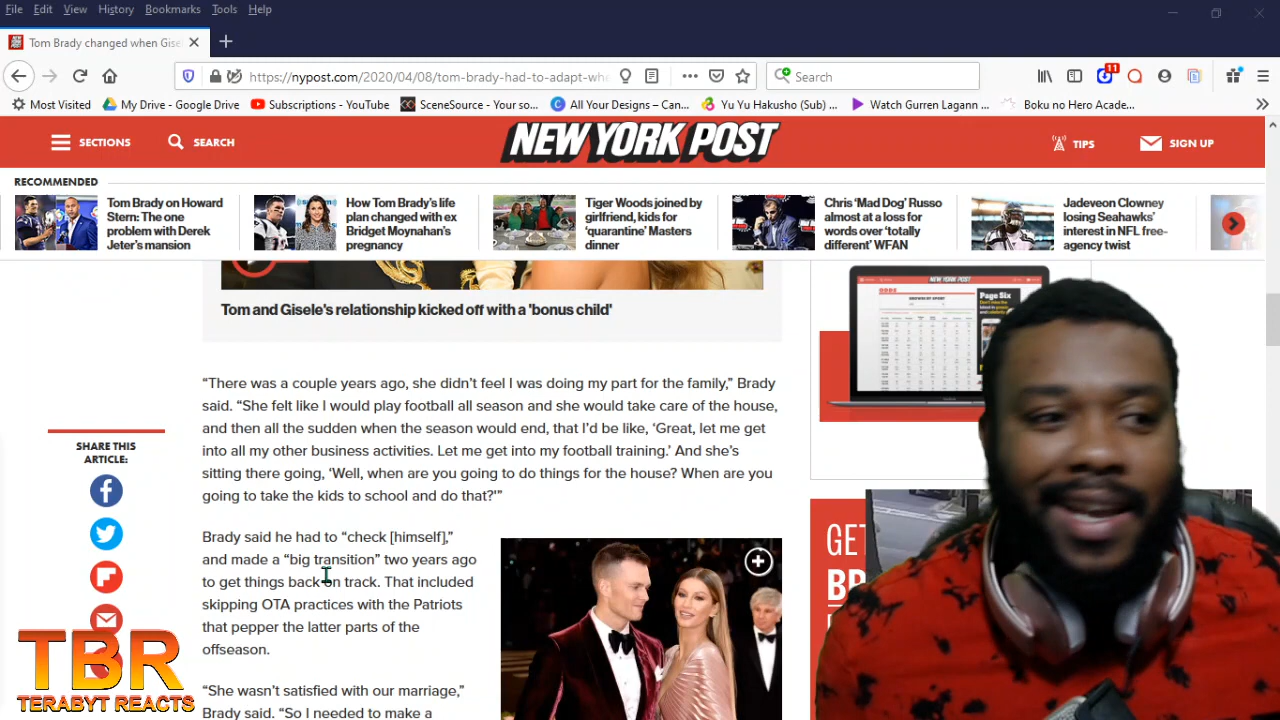 File Edit View History Bookmarks Tools Help
Tom Brady changed when Gisel
https://nypost.com/2020/04/08/tom-brady-had-to-adapt-whe
Search
11
Most Visited My Drive - Google Drive Subscriptions - YouTube SceneSource - Your so... All Your Designes – Can... Yu Yu Hakusho (Sub) ... Watch Gurren Lagann ... Boku no Hero Acade...
SECTIONS SEARCH NEW YORK POST TIPS SIGN UP
RECOMMENDED
Tom Brady on Howard
Stern: The one
problem with Derek
Jeter's mansion
How Tom Brady's life
plan changed with ex
Bridget Moynahan's
pregnancy
Tiger Woods joined by
girlfriend, kids for
'quarantine' Masters
dinner
Chris 'Mad Dog' Russo
almost at a loss for
words over 'totally
different' WFAN
Jadeveon Clowney
losing Seahawks'
interest in NFL free-
agency twist
Tom and Gisele's relationship kicked off with a 'bonus child'
“There was a couple years ago, she didn’t feel I was doing my part for the family,” Brady
said. “She felt like I would play football all season and she would take care of the house,
and then all the sudden when the season would end, that I’d be like, ‘Great, let me get
into all my other business activities. Let me get into my football training.’ And she’s
sitting there going, ‘Well, when are you going to do things for the house? When are you
going to take the kids to school and do that?’”
Brady said he had to “check [himself],”
and made a “big transition” two years ago
to get things back on track. That included
skipping OTA practices with the Patriots
that pepper the latter parts of the
offseason.
“She wasn’t satisfied with our marriage,”
Brady said. “So I needed to make a
SHARE THIS
ARTICLE:
NEW YORK POST
ODDS
Page Six
GET
BR
TBR
TERABYT REACTS